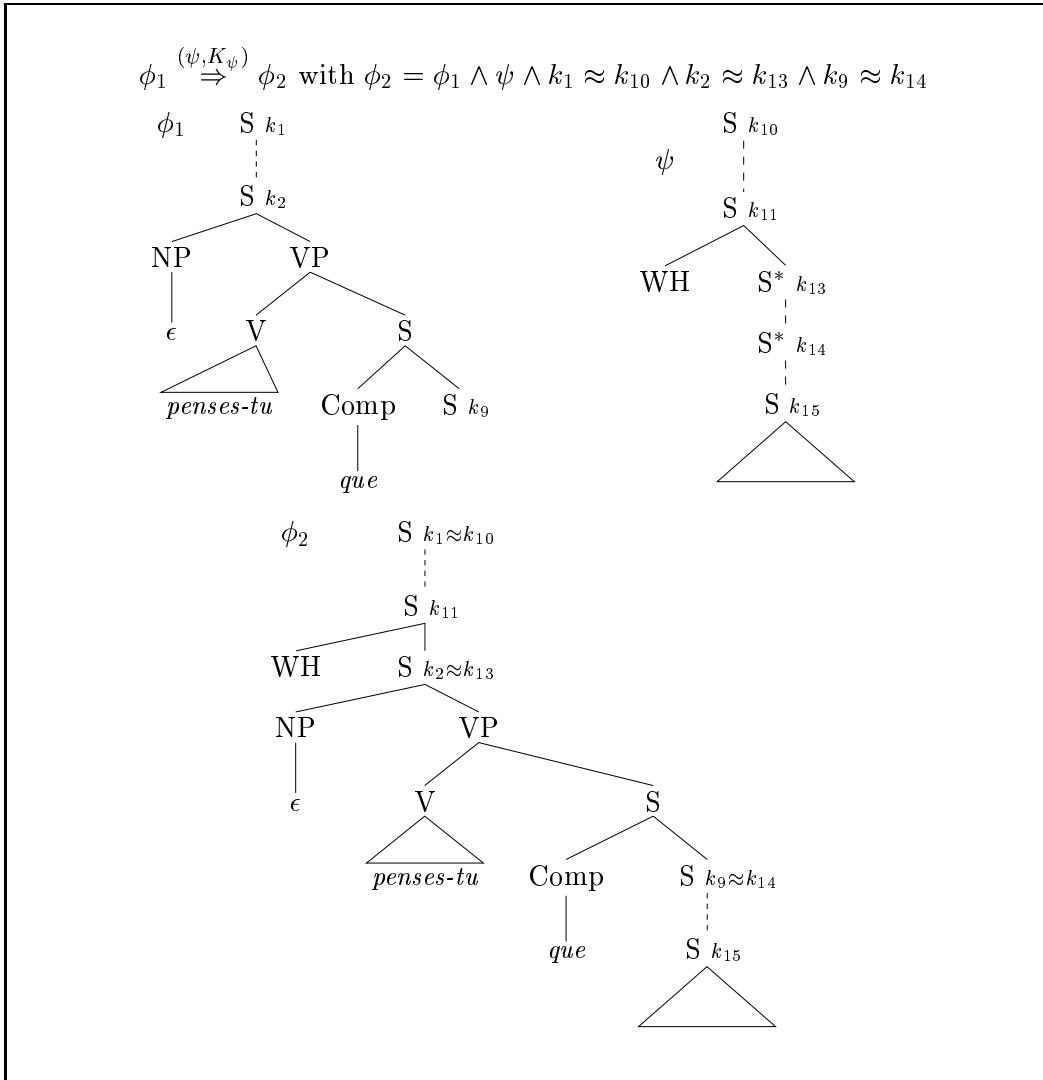 ϕ₁ (ψ,K_ψ) ⇒ ϕ₂ with ϕ₂ = ϕ₁ ∧ ψ ∧ k₁ ≈ k₁₀ ∧ k₂ ≈ k₁₃ ∧ k₉ ≈ k₁₄
ϕ₁ S k₁ S k₁₀
ψ
S k₂ S k₁₁
NP VP WH S* k₁₃
ϵ V S S* k₁₄
penses-tu Comp S k₉ S k₁₅
que
ϕ₂ S k₁≈k₁₀
S k₁₁
WH S k₂≈k₁₃
NP VP
ϵ V S
penses-tu Comp S k₉≈k₁₄
que S k₁₅